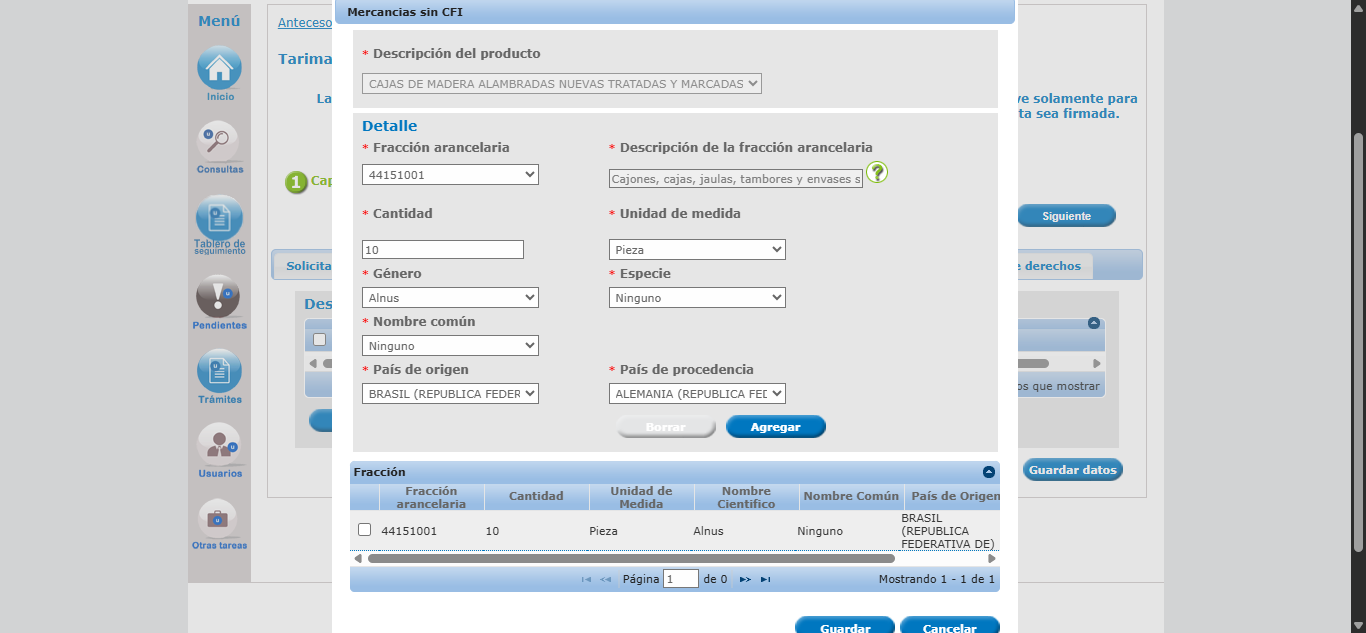 Menú
Inicio
Consultas
Tablero de
seguimiento
Pendientes
Trámites
Usuarios
Otras tareas
Anteceso
Tarima
La
ve solamente para
ta sea firmada.
1 Cap
Siguiente
Solicita
e derechos
Des
os que mostrar
Guardar datos
Mercancias sin CFI
* Descripción del producto
CAJAS DE MADERA ALAMBRADAS NUEVAS TRATADAS Y MARCADAS
Detalle
* Fracción arancelaria
* Descripción de la fracción arancelaria
44151001
Cajones, cajas, jaulas, tambores y envases s
?
* Cantidad
* Unidad de medida
10
Pieza
* Género
* Especie
Alnus
Ninguno
* Nombre común
Ninguno
* País de origen
* País de procedencia
BRASIL (REPUBLICA FEDER
ALEMANIA (REPUBLICA FED
Borrar
Agregar
Fracción
Fracción arancelaria
Cantidad
Unidad de Medida
Nombre Cientifico
Nombre Común
País de Origen
44151001
10
Pieza
Alnus
Ninguno
BRASIL
(REPUBLICA
FEDERATIVA DE)
Página 1 de 0
Mostrando 1 - 1 de 1
Guardar
Cancelar